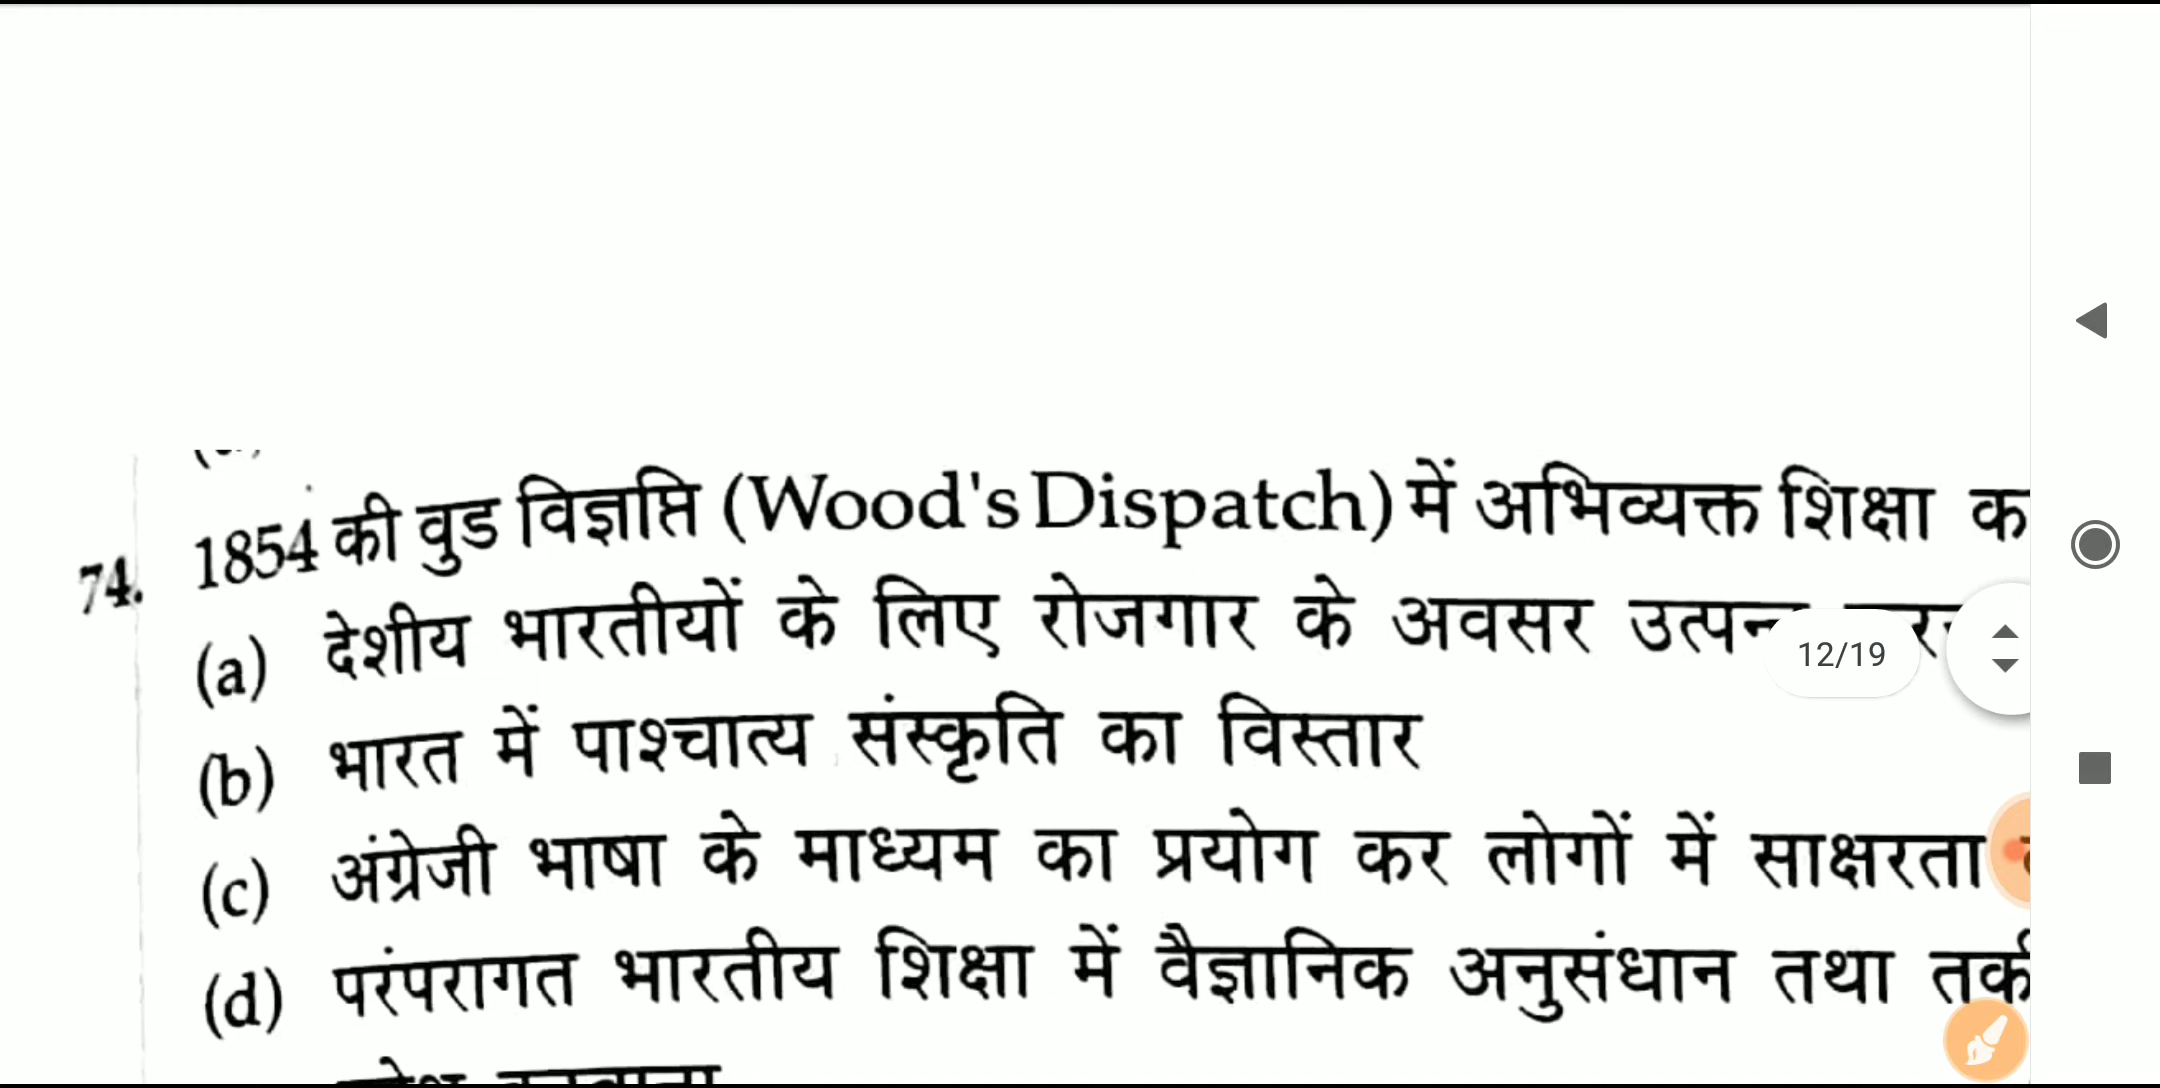 74. 1854 की वुड विज्ञप्ति (Wood's Dispatch) में अभिव्यक्त शिक्षा
(a) देशीय भारतीयों के लिए रोजगार के अवसर
12/19
(b) भारत में पाश्चात्य संस्कृति का विस्तार
(c) अंग्रेजी भाषा के माध्यम का प्रयोग कर लोगों में साक्षरता
(d) परंपरागत भारतीय शिक्षा में वैज्ञानिक अनुसंधान तथा